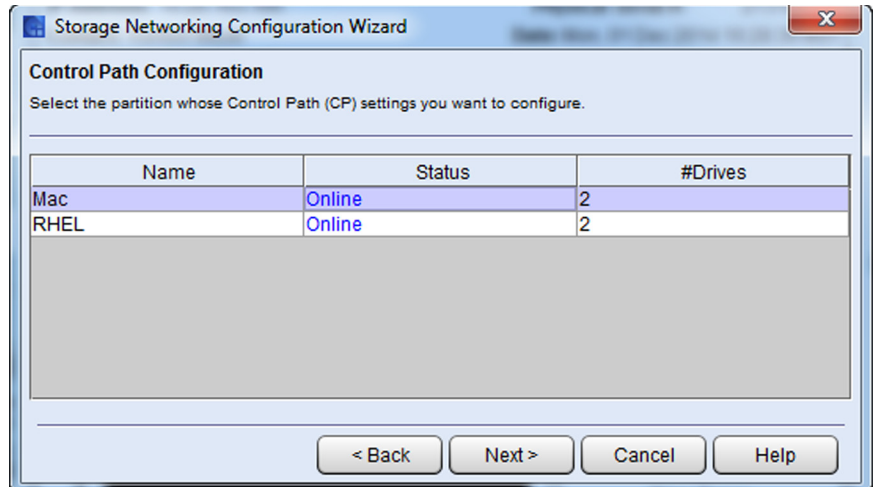 Storage Networking Configuration Wizard
Control Path Configuration
Select the partition whose Control Path (CP) settings you want to configure.
Name Status #Drives
Mac Online 2
RHEL Online 2
< Back Next > Cancel Help